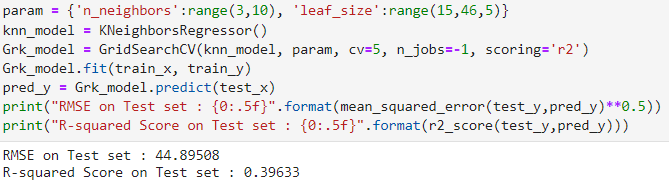 param = {'n_neighbors':range(3,10), 'leaf_size':range(15,46,5)}
knn_model = KNeighborsRegressor()
Grk_model = GridSearchCV(knn_model, param, cv=5, n_jobs=-1, scoring='r2')
Grk_model.fit(train_x, train_y)
pred_y = Grk_model.predict(test_x)
print("RMSE on Test set : {0:.5f}".format(mean_squared_error(test_y,pred_y)**0.5))
print("R-squared Score on Test set : {0:.5f}".format(r2_score(test_y,pred_y)))
RMSE on Test set : 44.89508
R-squared Score on Test set : 0.39633